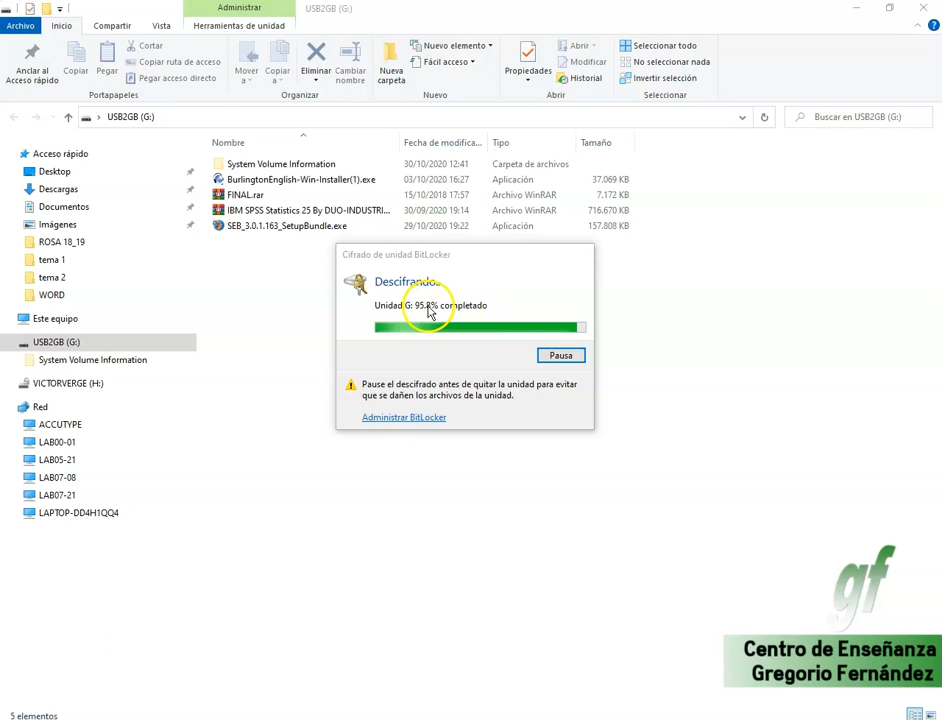 Administrar
USB2GB (G:)
Archivo Inicio Compartir Vista Herramientas de unidad
Anclar al Acceso rápido
Copiar
Pegar
Cortar
Copiar ruta de acceso
Pegar acceso directo
Portapapeles
Mover a
Copiar a
Eliminar
Cambiar nombre
Organizar
Nueva carpeta
Nuevo elemento
Fácil acceso
Nuevo
Propiedades
Abrir
Modificar
Historial
Abrir
Seleccionar todo
No seleccionar nada
Invertir selección
Seleccionar
USB2GB (G:)
Buscar en USB2GB (G:)
Acceso rápido
Desktop
Descargas
Documentos
Imágenes
ROSA 18_19
tema 1
tema 2
WORD
Este equipo
USB2GB (G:)
System Volume Information
VICTORVERGE (H:)
Red
ACCUTYPE
LAB00-01
LAB05-21
LAB07-08
LAB07-21
LAPTOP-DD4H1QQ4
Nombre Fecha de modifica... Tipo Tamaño
System Volume Information 30/10/2020 12:41 Carpeta de archivos
BurlingtonEnglish-Win-Installer(1).exe 03/10/2020 16:27 Aplicación 37.069 KB
FINAL.rar 15/10/2018 17:57 Archivo WinRAR 7.172 KB
IBM SPSS Statistics 25 By DUO-INDUSTRI... 30/09/2020 19:14 Archivo WinRAR 716.670 KB
SEB_3.0.1.163_SetupBundle.exe 29/10/2020 19:22 Aplicación 157.808 KB
Cifrado de unidad BitLocker
Descifrando...
Unidad G: 95.8% completado
Pausa
Pause el descifrado antes de quitar la unidad para evitar
que se dañen los archivos de la unidad.
Administrar BitLocker
gf
Centro de Enseñanza
Gregorio Fernández
5 elementos